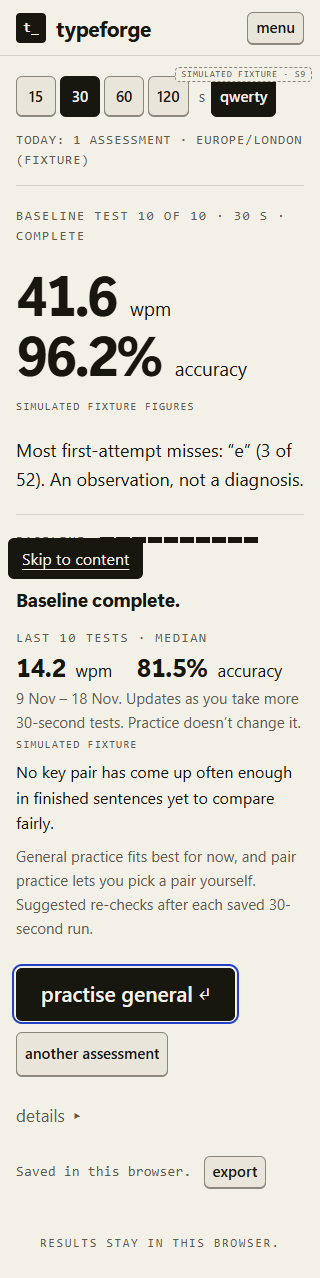 t_ typeforge menu
SIMULATED FIXTURE · S9
15 30 60 120 s qwerty
TODAY: 1 ASSESSMENT · EUROPE/LONDON
(FIXTURE)
BASELINE TEST 10 OF 10 · 30 S ·
COMPLETE
41.6 wpm
96.2% accuracy
SIMULATED FIXTURE FIGURES
Most first-attempt misses: “e” (3 of
52). An observation, not a diagnosis.
Skip to content
Baseline complete.
LAST 10 TESTS · MEDIAN
14.2 wpm 81.5% accuracy
9 Nov – 18 Nov. Updates as you take more
30-second tests. Practice doesn’t change it.
SIMULATED FIXTURE
No key pair has come up often enough
in finished sentences yet to compare
fairly.
General practice fits best for now, and pair
practice lets you pick a pair yourself.
Suggested re-checks after each saved 30-
second run.
practise general ↵
another assessment
details ▸
Saved in this browser. export
RESULTS STAY IN THIS BROWSER.